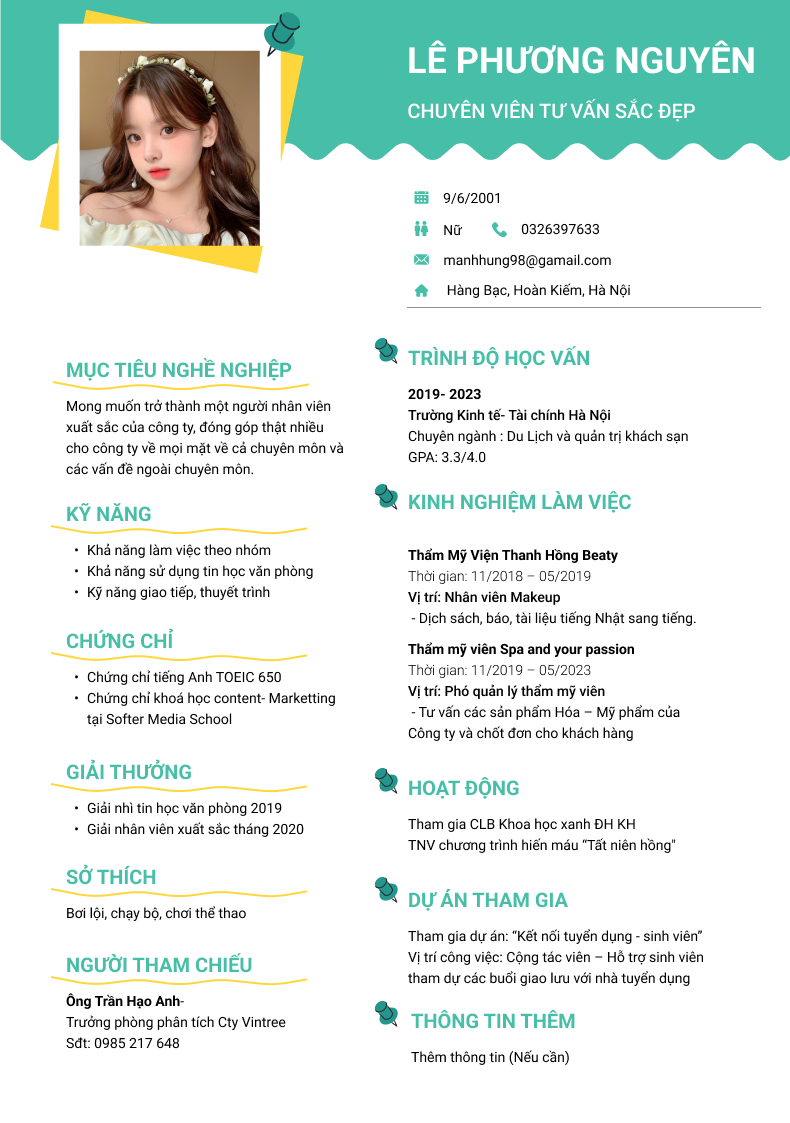 LÊ PHƯƠNG NGUYÊN
CHUYÊN VIÊN TƯ VẤN SẮC ĐẸP
9/6/2001
Nữ 0326397633
manhhung98@gamail.com
Hàng Bạc, Hoàn Kiếm, Hà Nội
MỤC TIÊU NGHỀ NGHIỆP
Mong muốn trở thành một người nhân viên
xuất sắc của công ty, đóng góp thật nhiều
cho công ty về mọi mặt về cả chuyên môn và
các vấn đề ngoài chuyên môn.
KỸ NĂNG
• Khả năng làm việc theo nhóm
• Khả năng sử dụng tin học văn phòng
• Kỹ năng giao tiếp, thuyết trình
CHỨNG CHỈ
• Chứng chỉ tiếng Anh TOEIC 650
• Chứng chỉ khoá học content- Marketting
tại Softer Media School
GIẢI THƯỞNG
• Giải nhì tin học văn phòng 2019
• Giải nhân viên xuất sắc tháng 2020
SỞ THÍCH
Bơi lội, chạy bộ, chơi thể thao
NGƯỜI THAM CHIẾU
Ông Trần Hạo Anh-
Trưởng phòng phân tích Cty Vintree
Sđt: 0985 217 648
TRÌNH ĐỘ HỌC VẤN
2019- 2023
Trường Kinh tế- Tài chính Hà Nội
Chuyên ngành : Du Lịch và quản trị khách sạn
GPA: 3.3/4.0
KINH NGHIỆM LÀM VIỆC
Thẩm Mỹ Viện Thanh Hồng Beaty
Thời gian: 11/2018 – 05/2019
Vị trí: Nhân viên Makeup
- Dịch sách, báo, tài liệu tiếng Nhật sang tiếng.
Thẩm mỹ viên Spa and your passion
Thời gian: 11/2019 – 05/2023
Vị trí: Phó quản lý thẩm mỹ viên
- Tư vấn các sản phẩm Hóa – Mỹ phẩm của
Công ty và chốt đơn cho khách hàng
HOẠT ĐỘNG
Tham gia CLB Khoa học xanh ĐH KH
TNV chương trình hiến máu “Tất niên hồng"
DỰ ÁN THAM GIA
Tham gia dự án: “Kết nối tuyển dụng - sinh viên”
Vị trí công việc: Cộng tác viên – Hỗ trợ sinh viên
tham dự các buổi giao lưu với nhà tuyển dụng
THÔNG TIN THÊM
Thêm thông tin (Nếu cần)